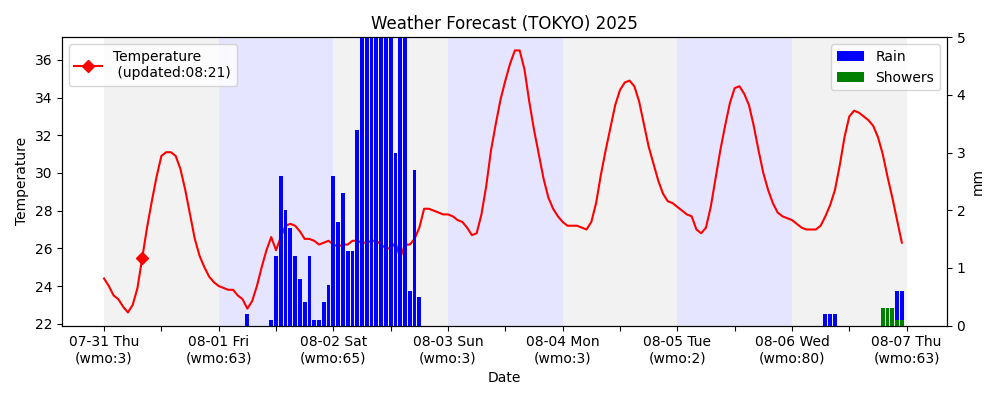 Weather Forecast (TOKYO) 2025
Temperature
(updated:08:21)
Rain
Showers
36
34
32
30
28
26
24
22
Temperature
5
4
3
2
1
0
mm
07-31 Thu
(wmo:3)
08-01 Fri
(wmo:63)
08-02 Sat
(wmo:65)
08-03 Sun
(wmo:3)
08-04 Mon
(wmo:3)
08-05 Tue
(wmo:2)
08-06 Wed
(wmo:80)
08-07 Thu
(wmo:63)
Date